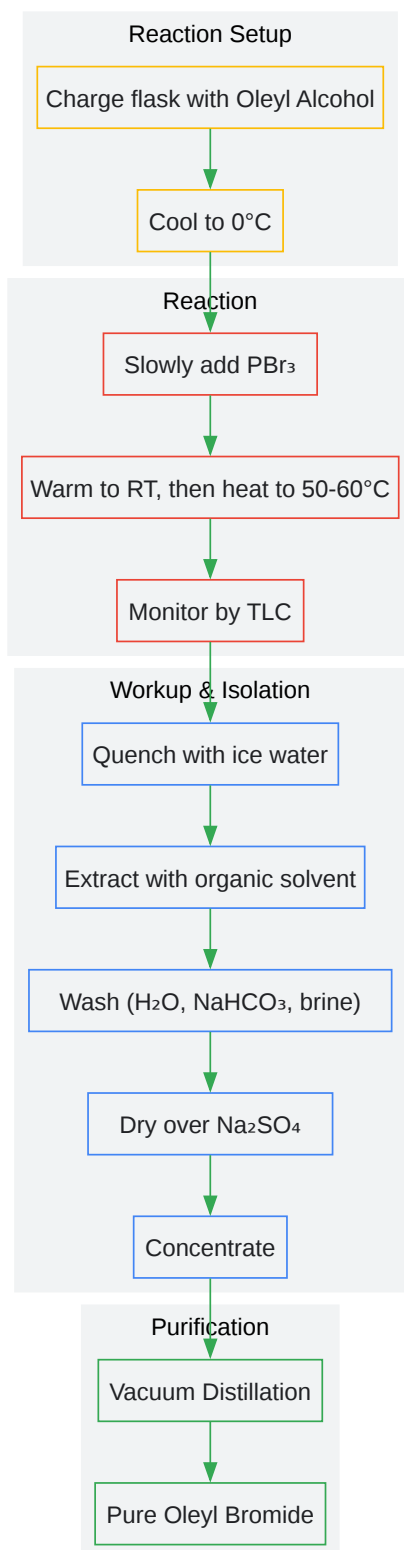 Reaction Setup
Charge flask with Oleyl Alcohol
Cool to 0°C
Reaction
Slowly add PBr₃
Warm to RT, then heat to 50-60°C
Monitor by TLC
Workup & Isolation
Quench with ice water
Extract with organic solvent
Wash (H₂O, NaHCO₃, brine)
Dry over Na₂SO₄
Concentrate
Purification
Vacuum Distillation
Pure Oleyl Bromide